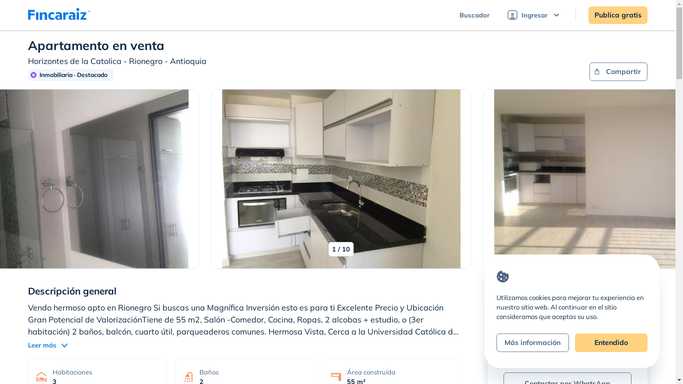 Fincaraiz
Buscador
Ingresar
Publica gratis
Apartamento en venta
Horizontes de la Catolica - Rionegro - Antioquia
Inmobiliaria - Destacado
Compartir
1 / 10
Descripción general
Vendo hermoso apto en Rionegro Si buscas una Magnífica Inversión esta es para ti Excelente Precio y Ubicación
Gran Potencial de ValorizaciónTiene de 55 m2, Salón -Comedor, Cocina, Ropas, 2 alcobas + estudio, o (3er
habitación) 2 baños, balcón, cuarto útil, parqueaderos comunes. Hermosa Vista, Cerca a la Universidad Católica d...
Leer más
Habitaciones
3
Baños
2
Área construida
55 m²
Utilizamos cookies para mejorar tu experiencia en
nuestro sitio web. Al continuar en el sitio
consideramos que aceptas su uso.
Más información
Entendido
Contactar por WhatsApp